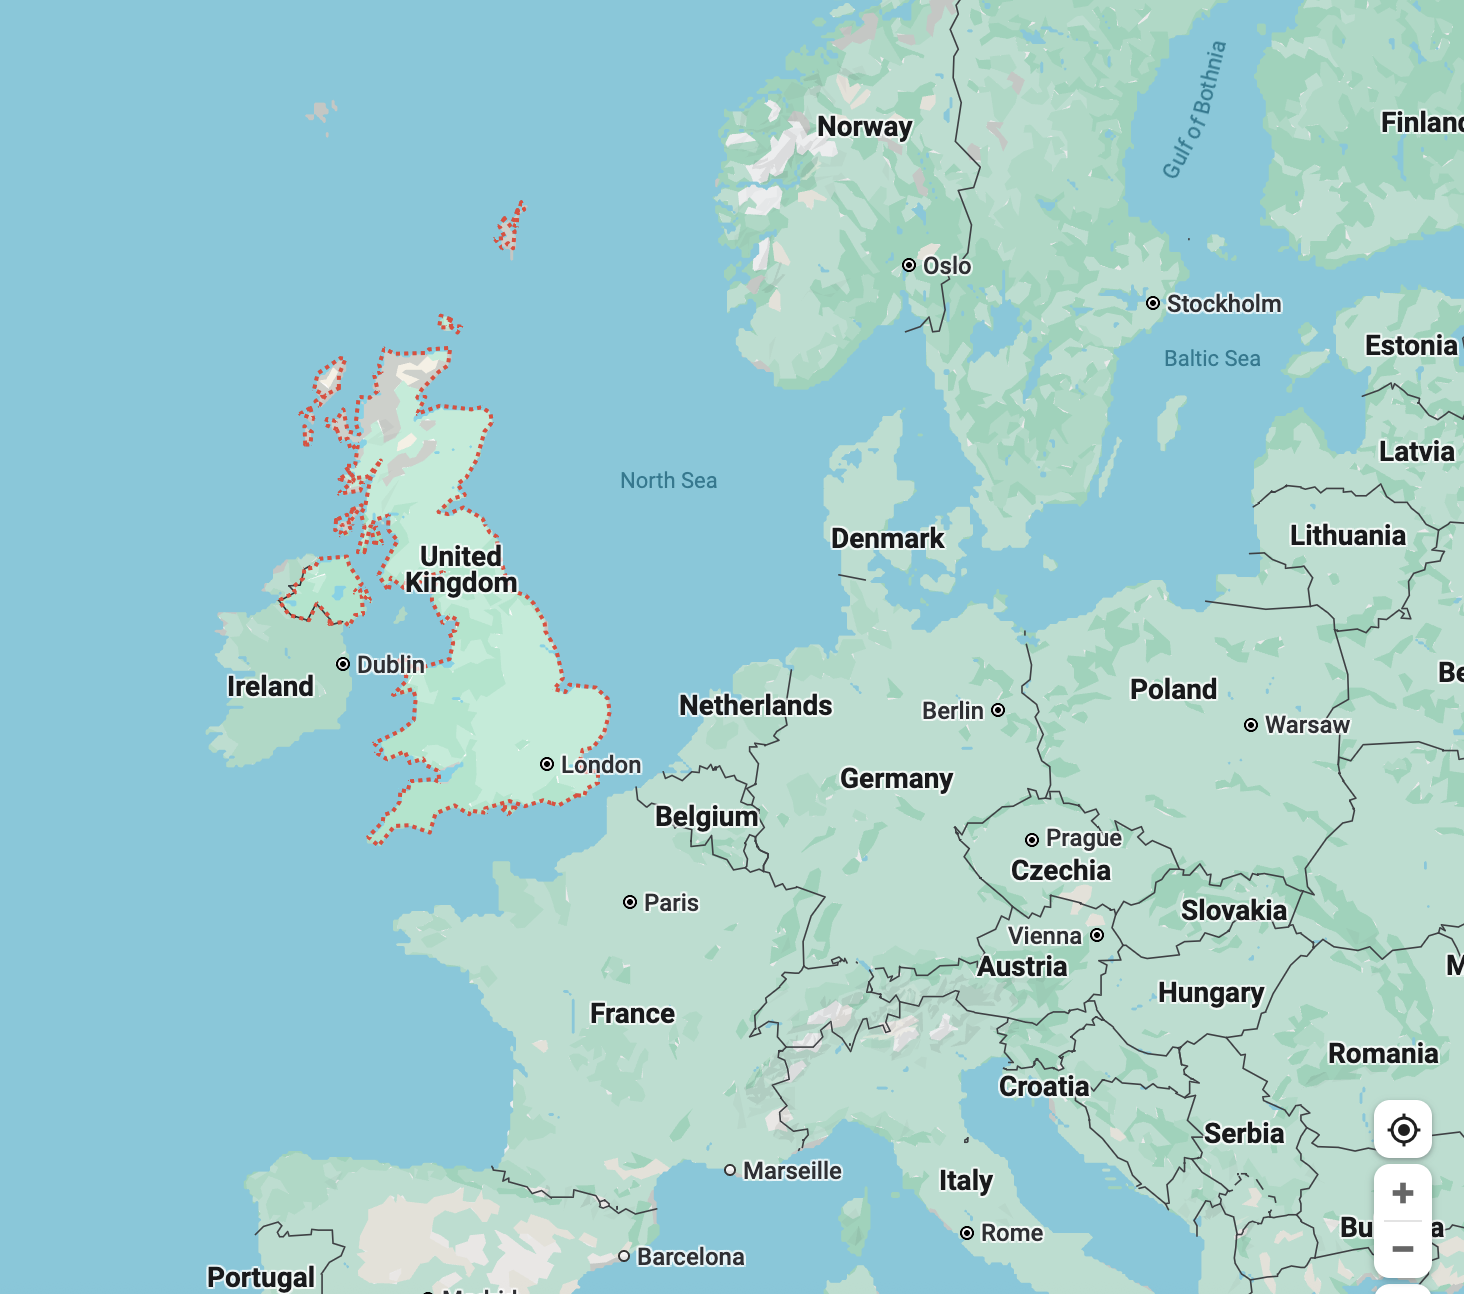 Gulf of Bothnia
Norway
Finland
Oslo
Stockholm
Estonia
Baltic Sea
Latvia
North Sea
Lithuania
Denmark
United
Kingdom
Dublin
Ireland
Netherlands
Berlin
Poland
Be
Warsaw
London
Germany
Belgium
Prague
Czechia
Paris
Slovakia
Vienna
Austria
M
Hungary
France
Romania
Croatia
Serbia
Marseille
Italy
Rome
Bu
a
Barcelona
Portugal
Madrid